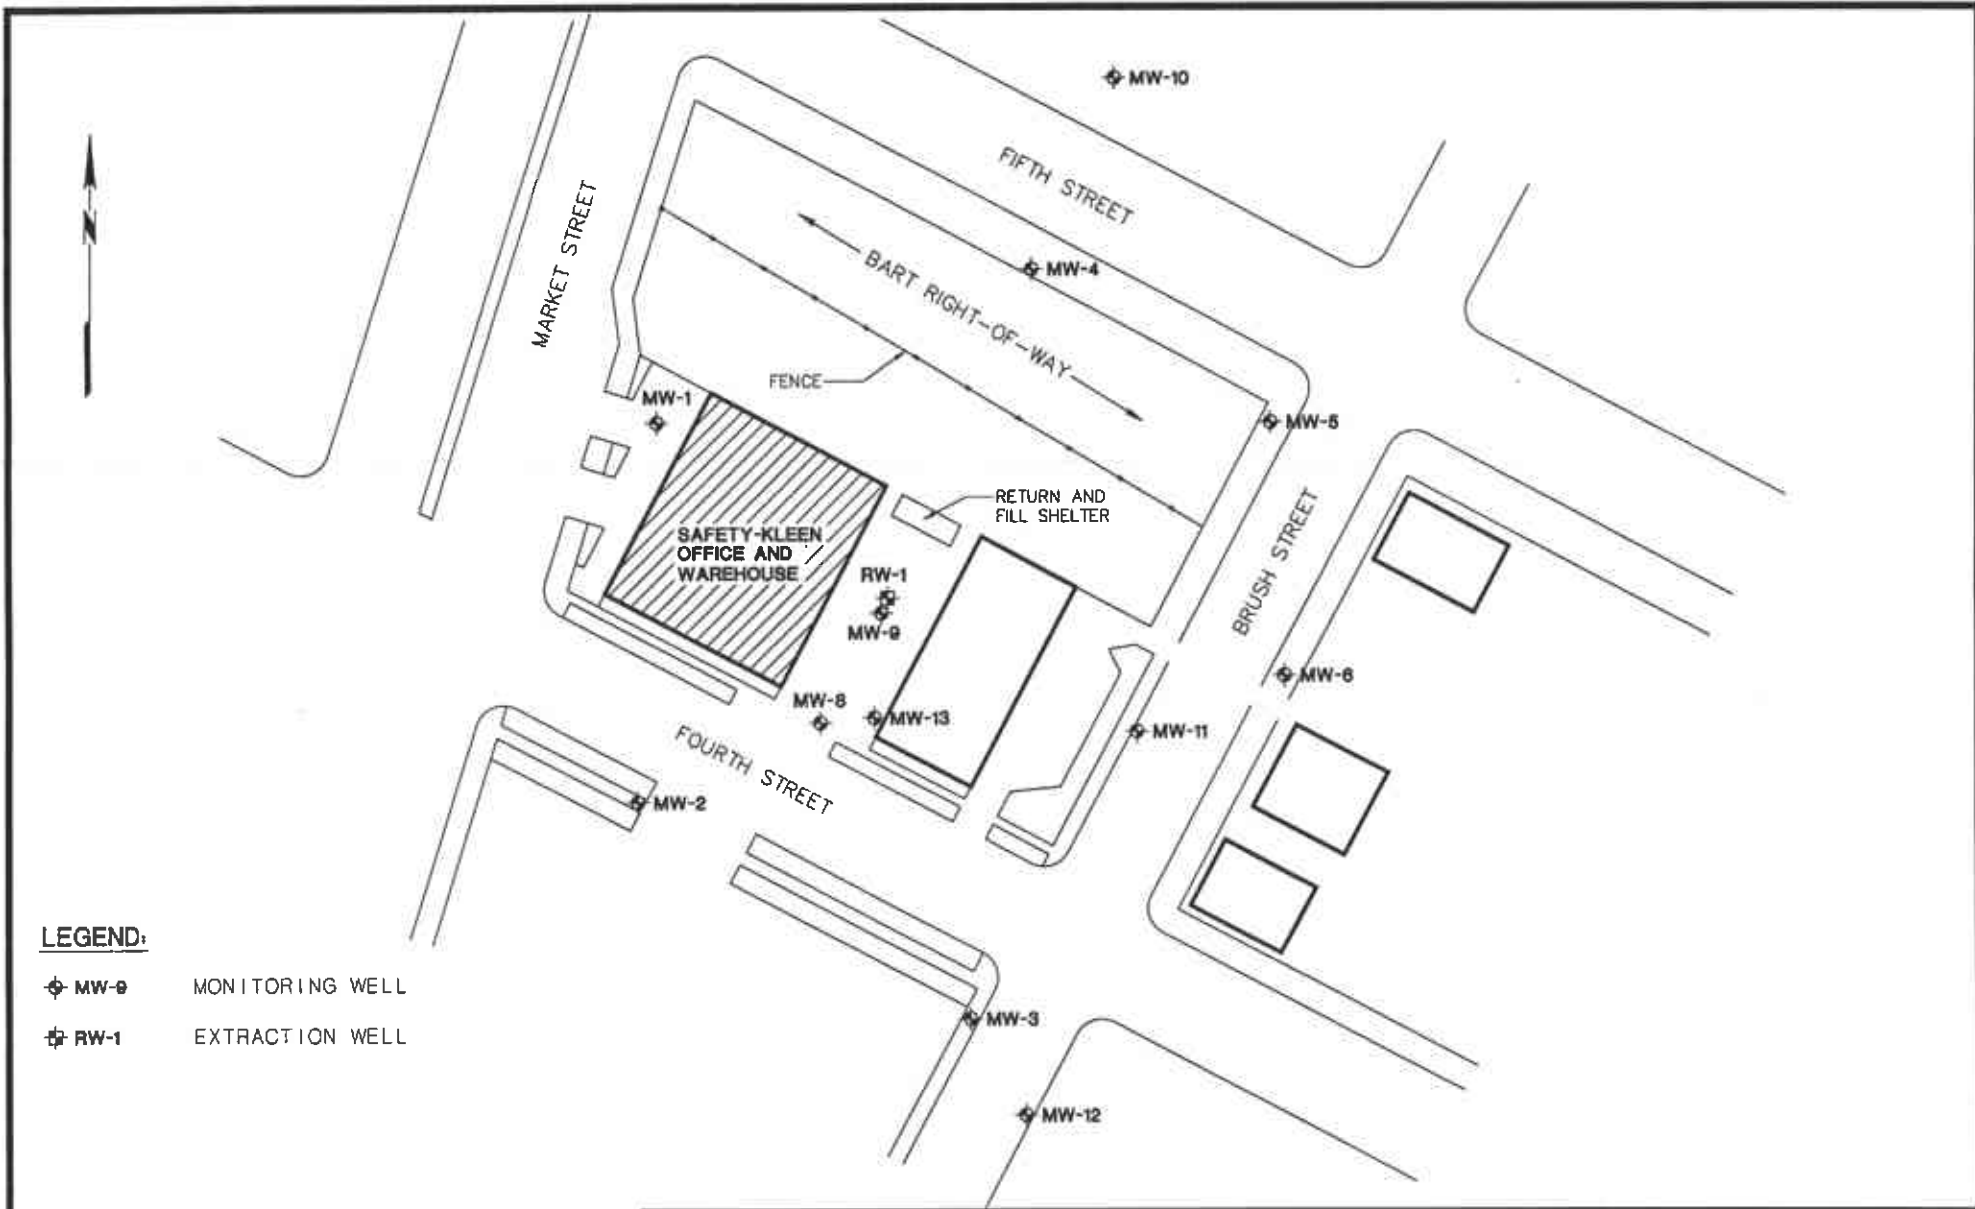 MW-10
FIFTH STREET
N
MARKET STREET
MW-4
BART RIGHT-OF-WAY
FENCE
MW-1
MW-5
RETURN AND
FILL SHELTER
SAFETY-KLEEN
OFFICE AND
WAREHOUSE
BRUSH STREET
RW-1
MW-9
MW-6
MW-8
MW-13
MW-11
FOURTH STREET
MW-2
LEGEND:
MW-9 MONITORING WELL
RW-1 EXTRACTION WELL
MW-3
MW-12